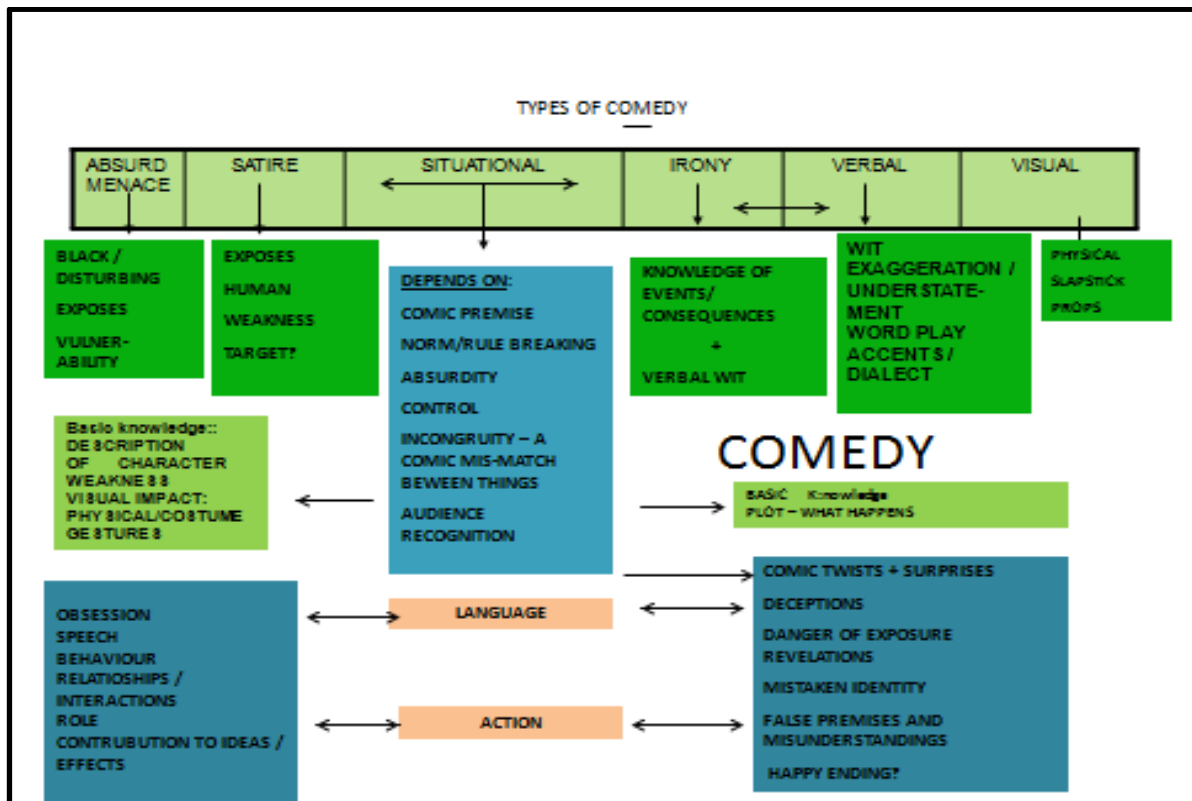 TYPES OF COMEDY
ABSURD
MENACE
SATIRE
SITUATIONAL
IRONY
VERBAL
VISUAL
BLACK /
DISTURBING
EXPOSES
VULNER-
ABILITY
EXPOSES
HUMAN
WEAKNESS
TARGET?
DEPENDS ON:
COMIC PREMISE
NORM/RULE BREAKING
ABSURDITY
CONTROL
INCONGRUITY – A
COMIC MIS-MATCH
BEWEEN THINGS
AUDIENCE
RECOGNITION
KNOWLEDGE OF
EVENTS/
CONSEQUENCES
+
VERBAL WIT
WIT
EXAGGERATION /
UNDERSTATE-
MENT
WORD PLAY
ACCENTS/
DIALECT
PHYSICAL
SLAPSTICK
PROPS
Basic knowledge::
DESCRIPTION
OF CHARACTER
WEAKNESS
VISUAL IMPACT:
PHYSICAL/COSTUME
GESTURES
COMEDY
BASIC K:nowledge
PLOT – WHAT HAPPENS
OBSESSION
SPEECH
BEHAVIOUR
RELATIOSHIPS /
INTERACTIONS
ROLE
CONTRUBUTION TO IDEAS /
EFFECTS
LANGUAGE
ACTION
COMIC TWISTS + SURPRISES
DECEPTIONS
DANGER OF EXPOSURE
REVELATIONS
MISTAKEN IDENTITY
FALSE PREMISES AND
MISUNDERSTANDINGS
HAPPY ENDING?